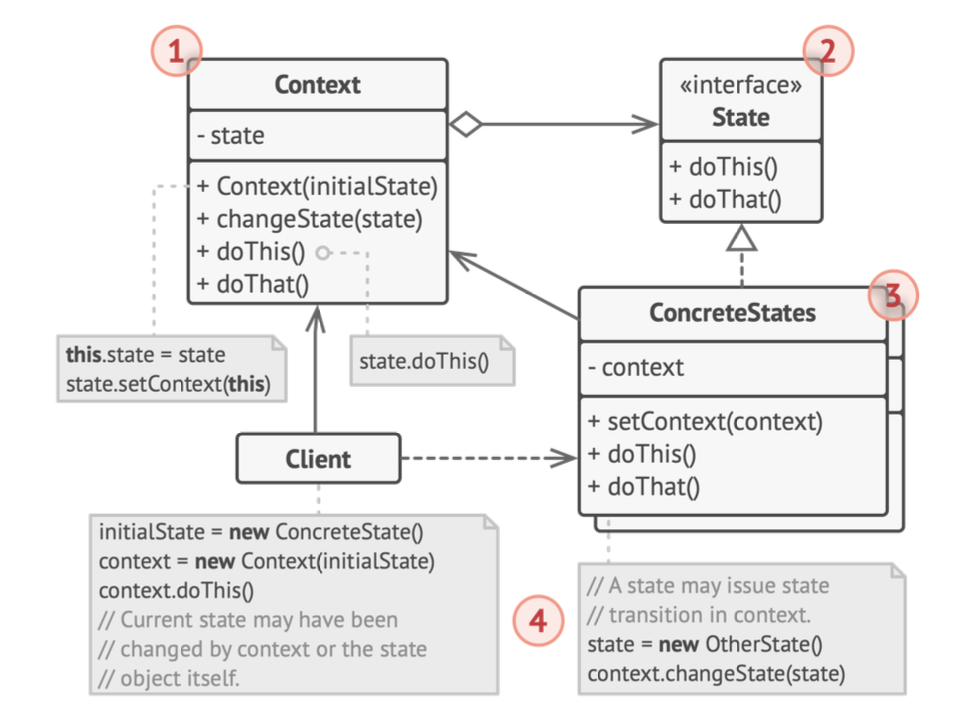 1
Context
- state
+ Context(initialState)
+ changeState(state)
+ doThis()
+ doThat()
2
«interface»
State
+ doThis()
+ doThat()
3
ConcreteStates
- context
+ setContext(context)
+ doThis()
+ doThat()
this.state = state
state.setContext(this)
state.doThis()
Client
initialState = new ConcreteState()
context = new Context(initialState)
context.doThis()
// Current state may have been
// changed by context or the state
// object itself.
4
// A state may issue state
// transition in context.
state = new OtherState()
context.changeState(state)